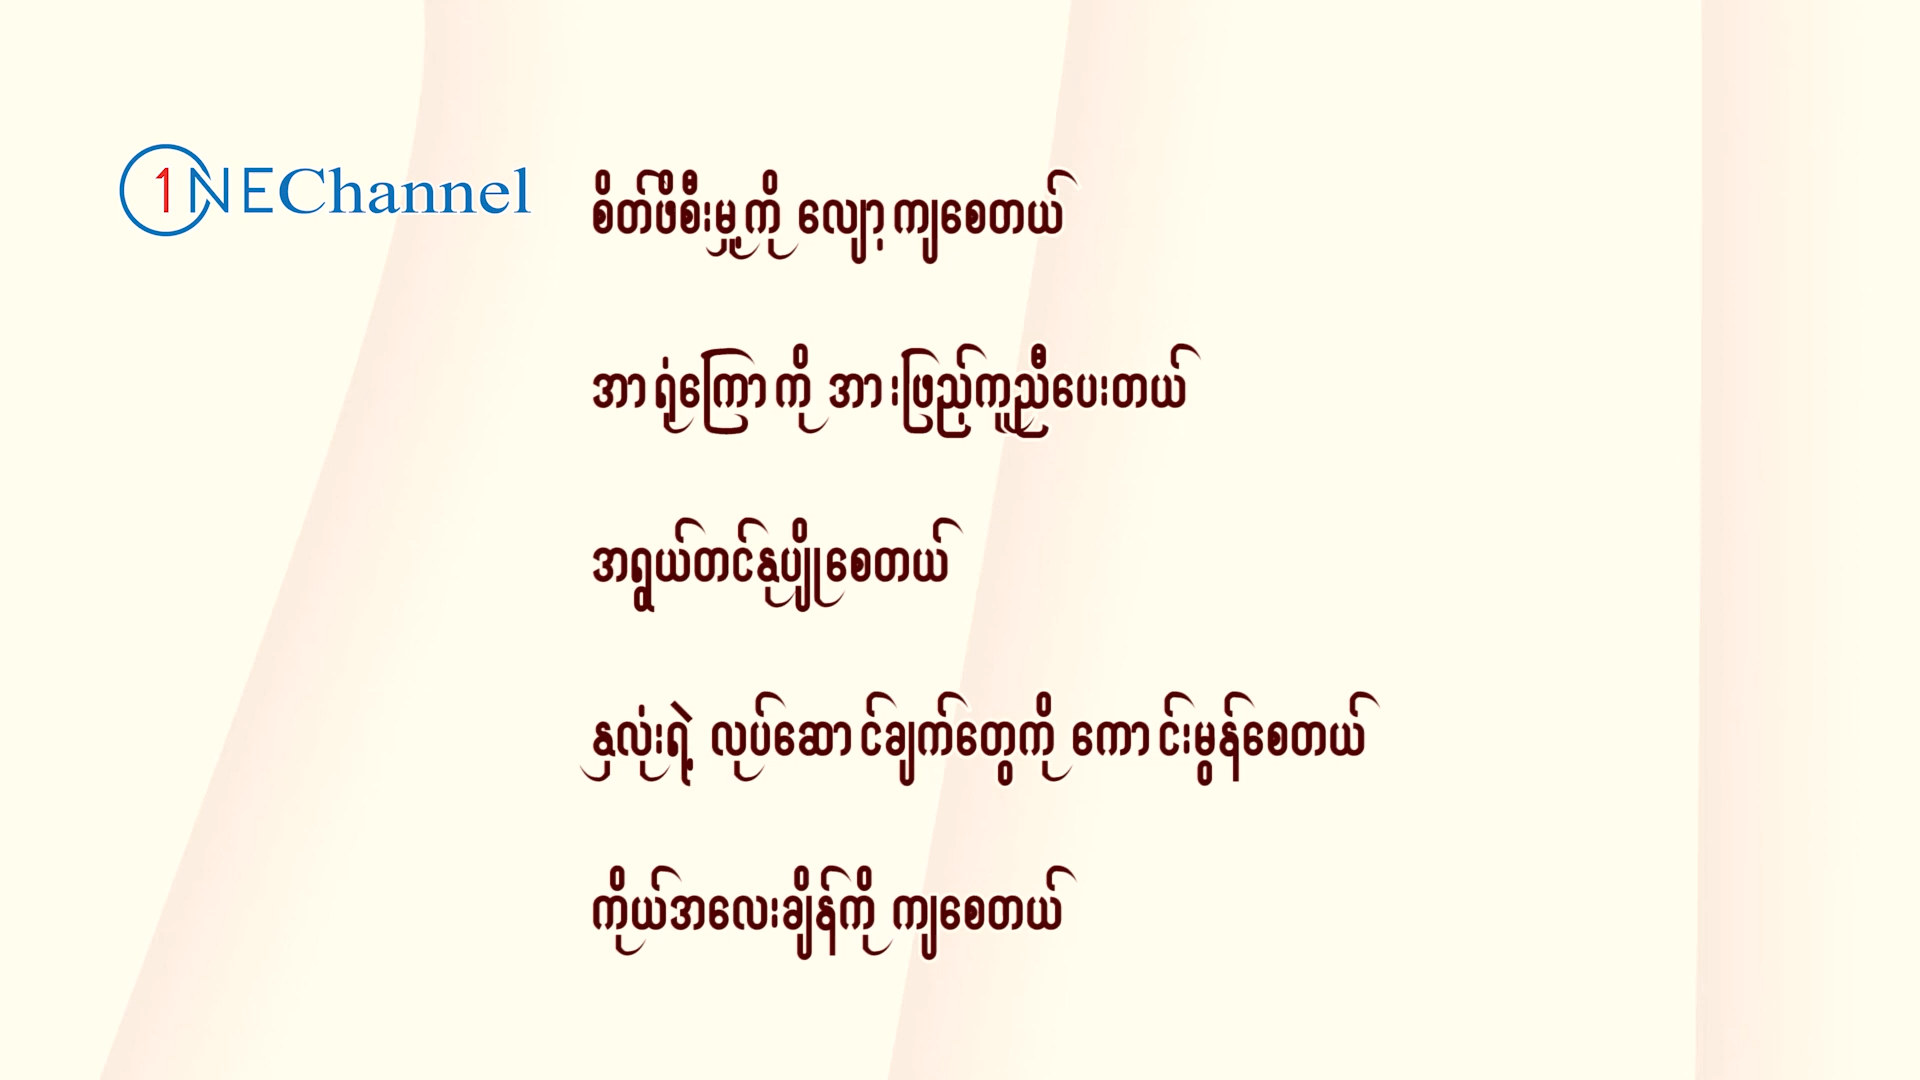 1NEChannel
စိတ်ဖိစီးမှု့ကို လျော့ကျစေတယ်
အာရုံကြောကို အားဖြည့်ကူညီပေးတယ်
အရွယ်တင်နုပျိုစေတယ်
နှလုံးရဲ့ လုပ်ဆောင်ချက်တွေကို ကောင်းမွန်စေတယ်
ကိုယ်အလေးချိန်ကို ကျစေတယ်